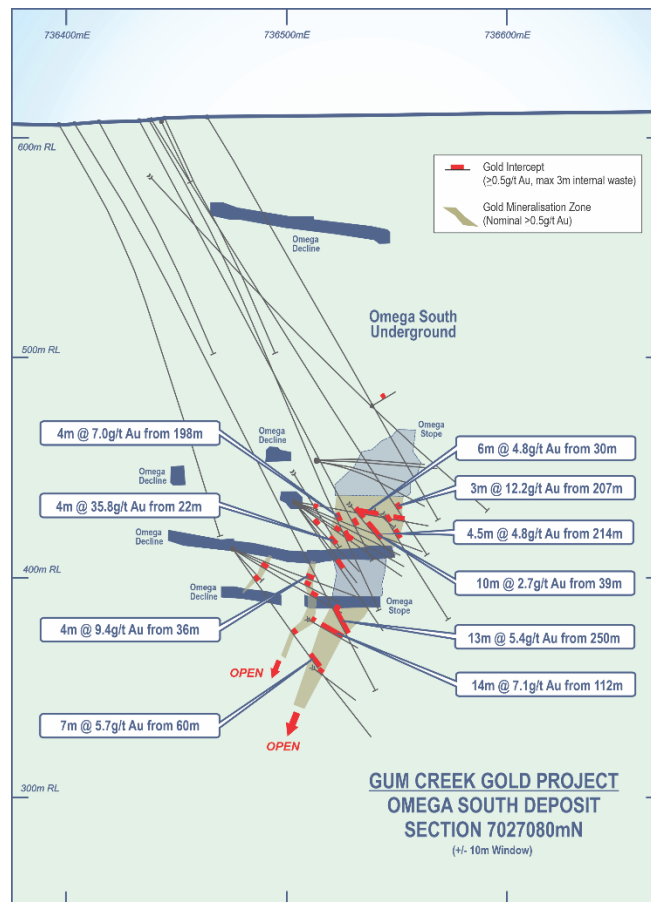 736400mE
736500mE
736600mE
600m RL
Gold Intercept
(≥0.5g/t Au, max 3m internal waste)
Gold Mineralisation Zone
(Nominal >0.5g/t Au)
Omega
Decline
Omega South
Underground
500m RL
4m @ 7.0g/t Au from 198m
Omega
Decline
Omega
Stope
6m @ 4.8g/t Au from 30m
Omega
Decline
3m @ 12.2g/t Au from 207m
4m @ 35.8g/t Au from 22m
4.5m @ 4.8g/t Au from 214m
Omega
Decline
400m RL
10m @ 2.7g/t Au from 39m
Omega
Decline
Omega
Stope
4m @ 9.4g/t Au from 36m
13m @ 5.4g/t Au from 250m
OPEN
14m @ 7.1g/t Au from 112m
7m @ 5.7g/t Au from 60m
OPEN
300m RL
GUM CREEK GOLD PROJECT
OMEGA SOUTH DEPOSIT
SECTION 7027080mN
(+/- 10m Window)